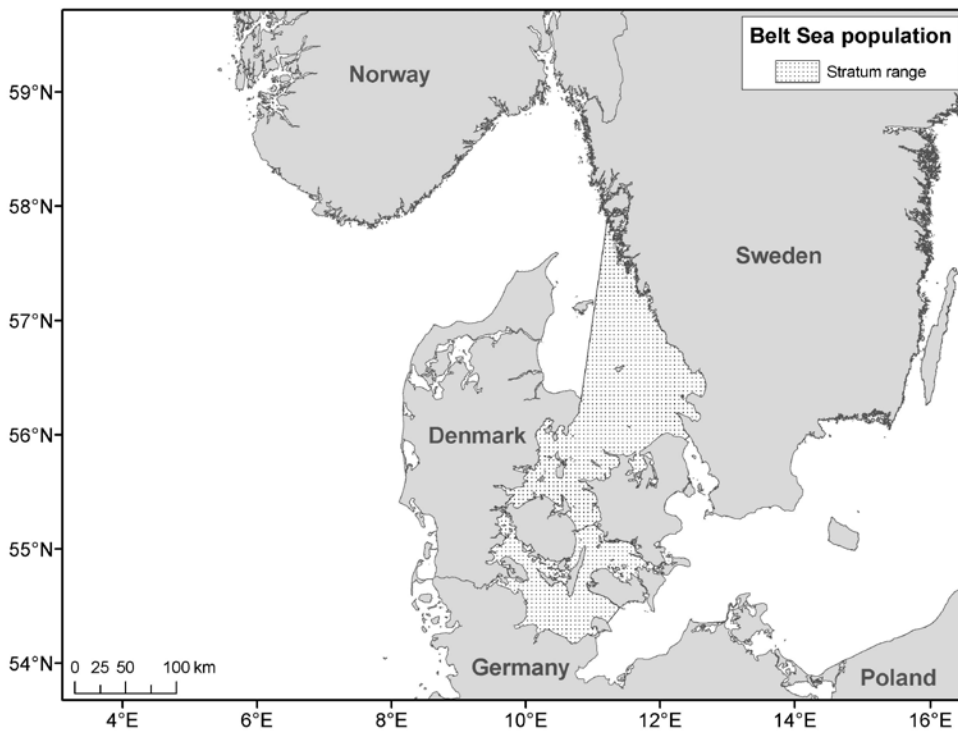 Belt Sea population
Stratum range
Norway
Sweden
Denmark
Germany
Poland
59°N
58°N
57°N
56°N
55°N
54°N
0 25 50 100 km
4°E 6°E 8°E 10°E 12°E 14°E 16°E